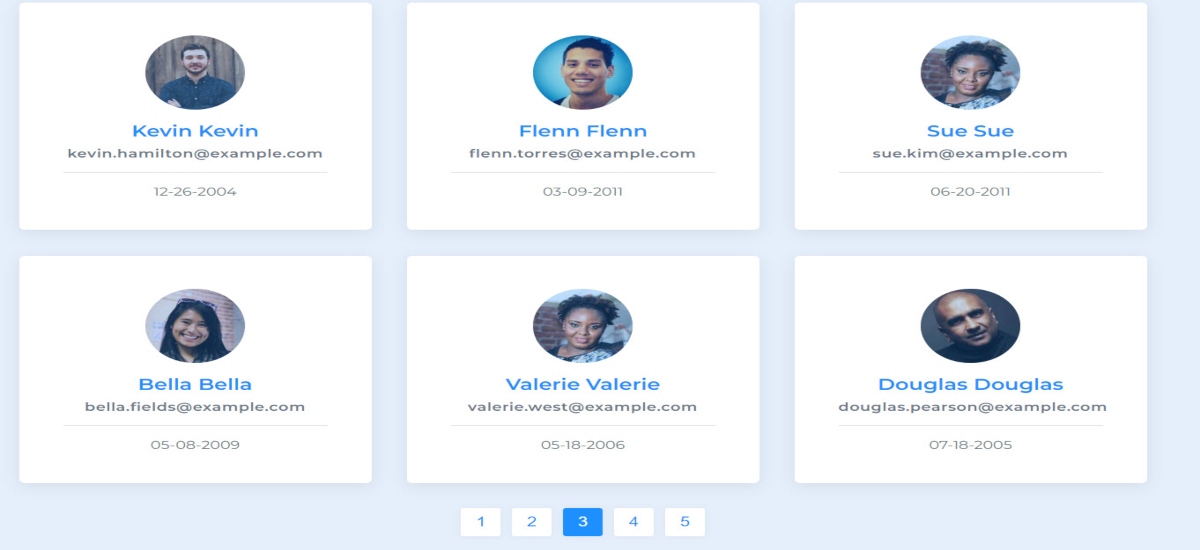 Kevin Kevin
kevin.hamilton@example.com
12-26-2004
Flenn Flenn
flenn.torres@example.com
03-09-2011
Sue Sue
sue.kim@example.com
06-20-2011
Bella Bella
bella.fields@example.com
05-08-2009
Valerie Valerie
valerie.west@example.com
05-18-2006
Douglas Douglas
douglas.pearson@example.com
07-18-2005
1 2 3 4 5